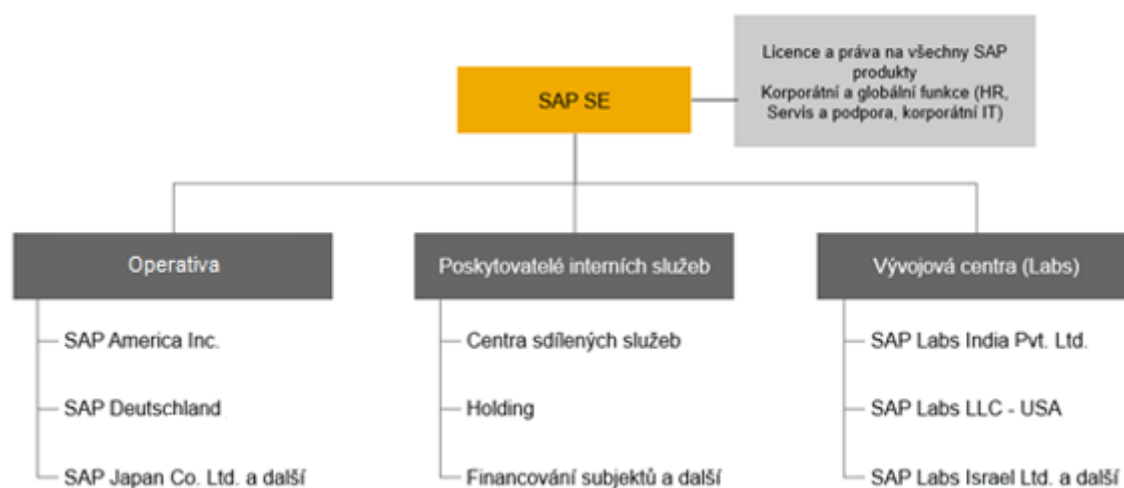 Licence a práva na všechny SAP
produkty
Korporátní a globální funkce (HR,
Servis a podpora, korporátní IT)
SAP SE
Operativa
Poskytovatelé interních služeb
Vývojová centra (Labs)
SAP America Inc.
Centra sdílených služeb
SAP Labs India Pvt. Ltd.
SAP Deutschland
Holding
SAP Labs LLC - USA
SAP Japan Co. Ltd. a další
Financování subjektů a další
SAP Labs Israel Ltd. a další